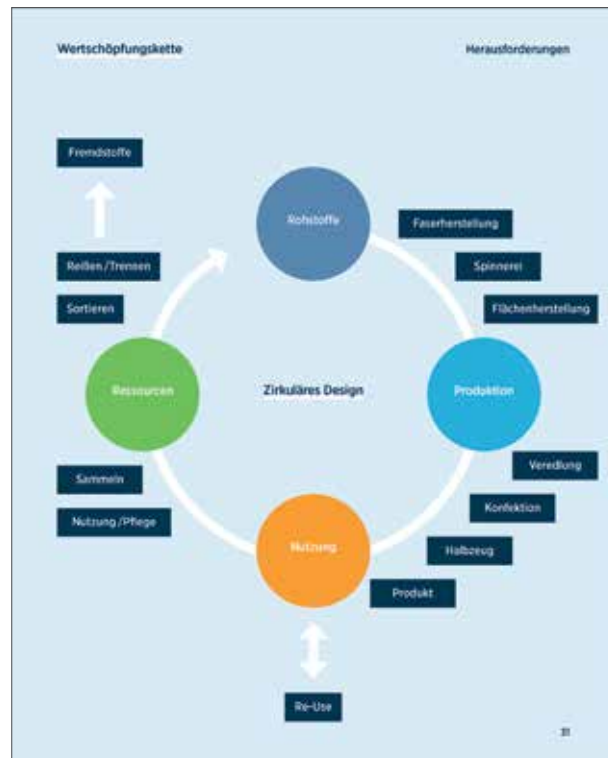 Wertschöpfungskette
Herausforderungen
Fremdstoffe
Rohstoffe
Faserherstellung
Reißen/Trennen
Spinnerei
Sortieren
Flächenherstellung
Ressourcen
Zirkuläres Design
Produktion
Veredlung
Sammeln
Konfektion
Nutzung/Pflege
Nutzung
Halbzeug
Produkt
Re-Use
31